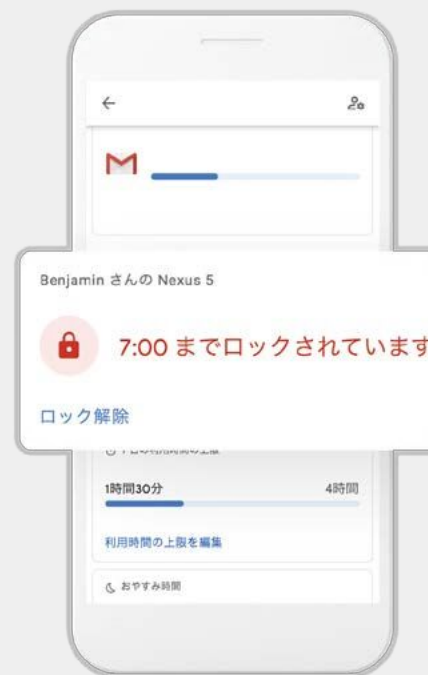 Benjamin さんの Nexus 5
7:00 までロックされています
ロック解除
1時間30分 4時間
利用時間の上限を編集
おやすみ時間